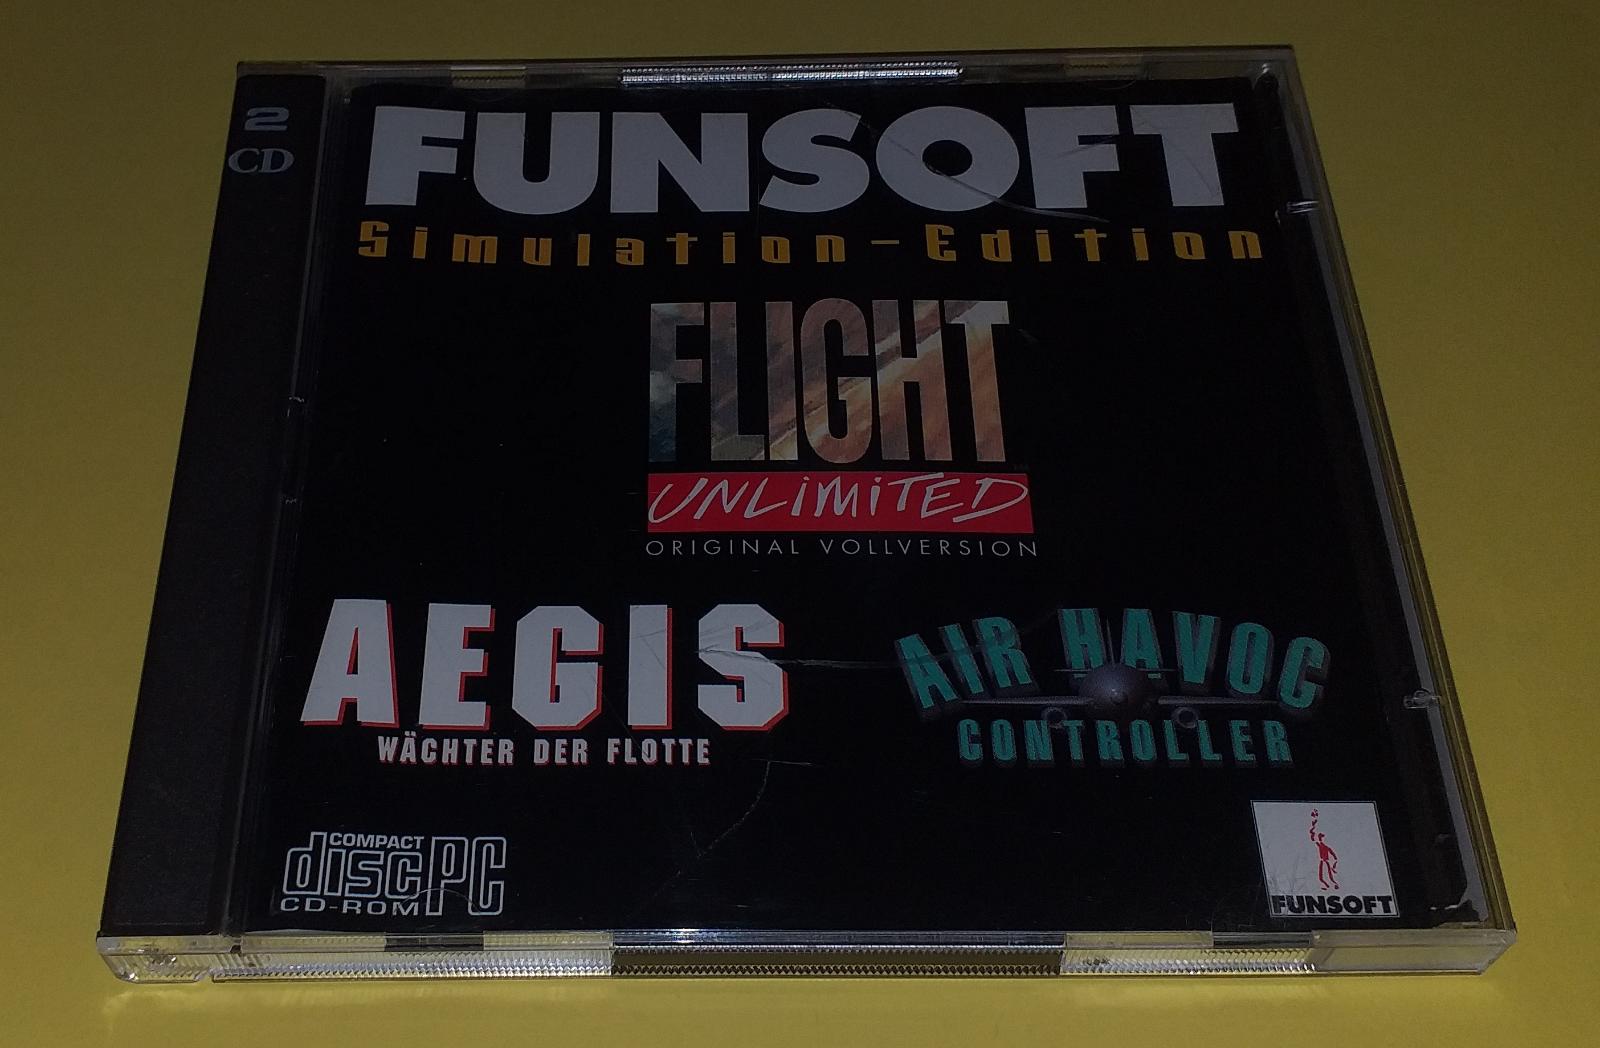 2
CD
FUNSOFT
Simulation-Edition
FLIGHT
UNLIMITED
ORIGINAL VOLLVERSION
AEGIS
WÄCHTER DER FLOTTE
AIR HAVOC
CONTROLLER
COMPACT
disc PC
CD-ROM
FUNSOFT